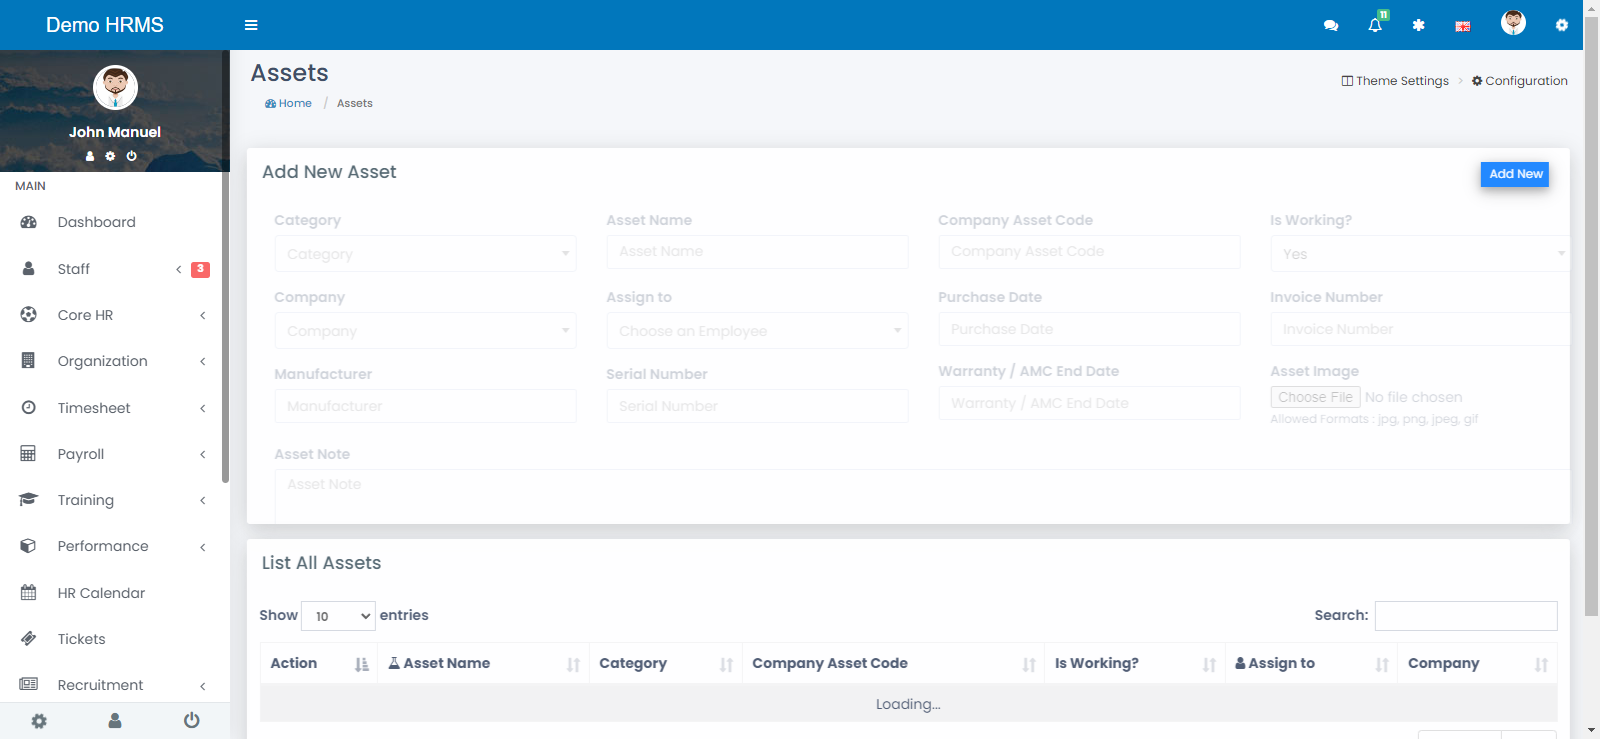 Demo HRMS
11
Assets
Theme Settings > Configuration
Home / Assets
John Manuel
MAIN
Dashboard
Staff 3
Core HR
Organization
Timesheet
Payroll
Training
Performance
HR Calendar
Tickets
Recruitment
Add New Asset
Add New
Category Asset Name Company Asset Code Is Working?
Category Asset Name Company Asset Code Yes
Company Assign to Purchase Date Invoice Number
Company Choose an Employee Purchase Date Invoice Number
Manufacturer Serial Number Warranty / AMC End Date Asset Image
Manufacturer Serial Number Warranty / AMC End Date Choose File No file chosen
Allowed Formats : jpg, png, jpeg, gif
Asset Note
Asset Note
List All Assets
Show 10 entries Search:
Action Asset Name Category Company Asset Code Is Working? Assign to Company
Loading...